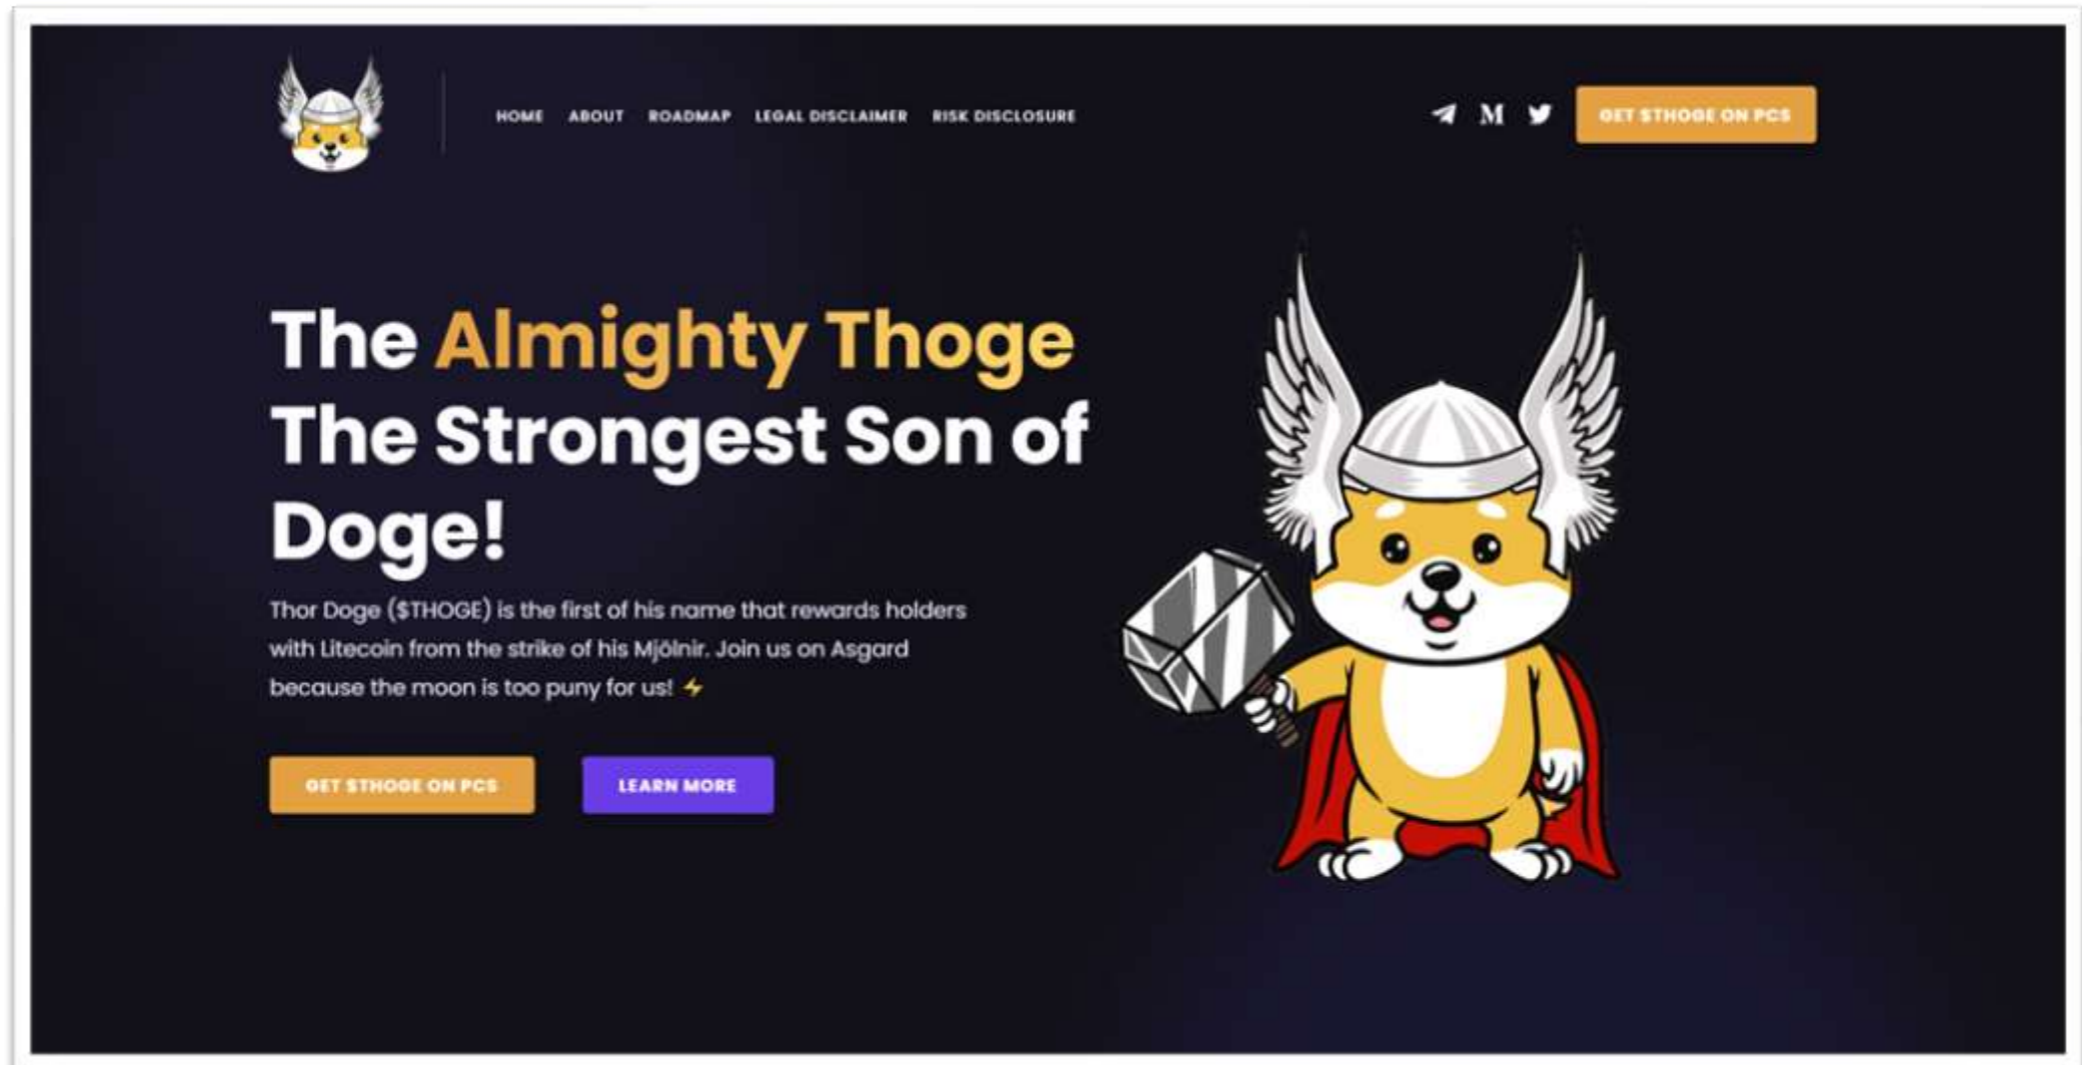 HOME ABOUT ROADMAP LEGAL DISCLAIMER RISK DISCLOSURE
M
GET $THOGE ON PCS
The Almighty Thoge
The Strongest Son of
Doge!
Thor Doge ($THOGE) is the first of his name that rewards holders
with Litecoin from the strike of his Mjölnir. Join us on Asgard
because the moon is too puny for us! ⚡
GET $THOGE ON PCS
LEARN MORE